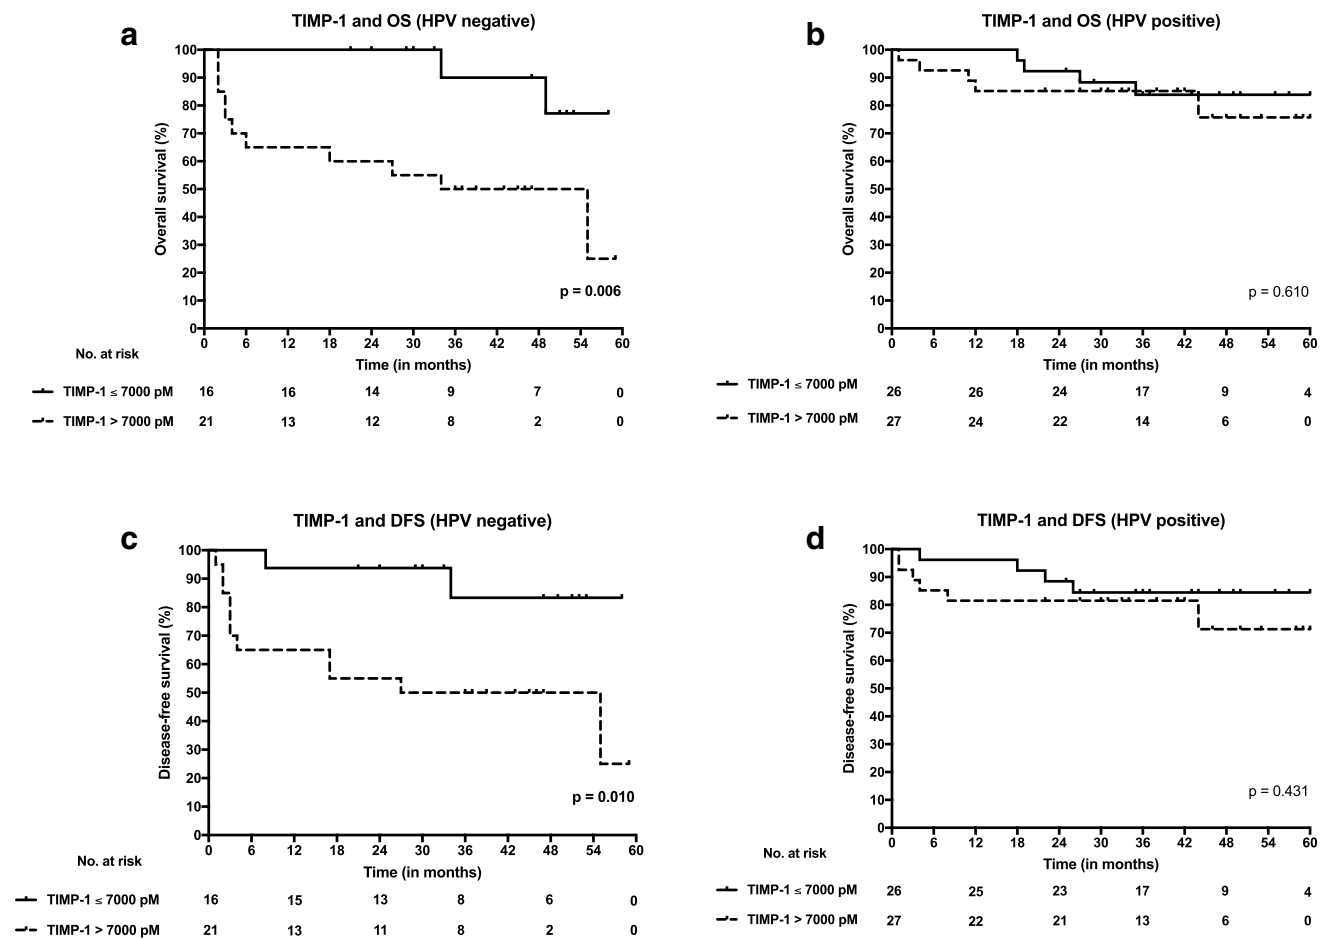 a
TIMP-1 and OS (HPV negative)
100
90
80
70
60
50
40
30
20
10
0
Overall survival (%)
p = 0.006
0 6 12 18 24 30 36 42 48 54 60
Time (in months)
No. at risk
TIMP-1 ≤ 7000 pM 16 16 14 9 7 0
TIMP-1 > 7000 pM 21 13 12 8 2 0
b
TIMP-1 and OS (HPV positive)
100
90
80
70
60
50
40
30
20
10
0
Overall survival (%)
p = 0.610
0 6 12 18 24 30 36 42 48 54 60
Time (in months)
TIMP-1 ≤ 7000 pM 26 26 24 17 9 4
TIMP-1 > 7000 pM 27 24 22 14 6 0
c
TIMP-1 and DFS (HPV negative)
100
90
80
70
60
50
40
30
20
10
0
Disease-free survival (%)
p = 0.010
0 6 12 18 24 30 36 42 48 54 60
Time (in months)
No. at risk
TIMP-1 ≤ 7000 pM 16 15 13 8 6 0
TIMP-1 > 7000 pM 21 13 11 8 2 0
d
TIMP-1 and DFS (HPV positive)
100
90
80
70
60
50
40
30
20
10
0
Disease-free survival (%)
p = 0.431
0 6 12 18 24 30 36 42 48 54 60
Time (in months)
No. at risk
TIMP-1 ≤ 7000 pM 26 25 23 17 9 4
TIMP-1 > 7000 pM 27 22 21 13 6 0